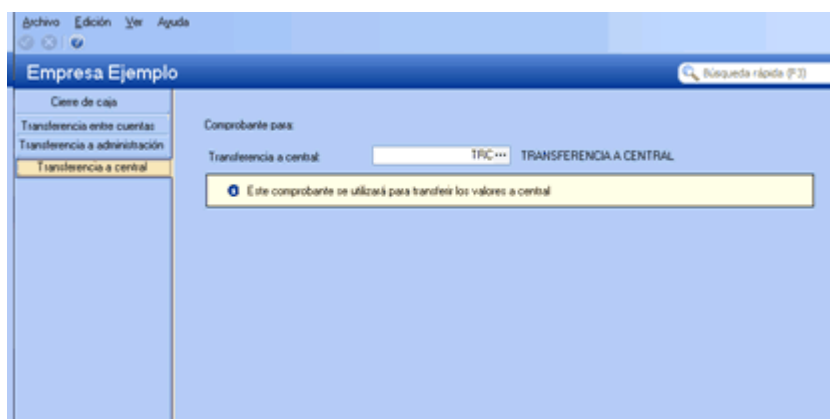 Archivo Edición Ver Ayuda
Empresa Ejemplo
Búsqueda rápida (F3)
Cierre de caja
Transferencia entre cuentas
Transferencia a administración
Transferencia a central
Comprobante para:
Transferencia a central: TRC... TRANSFERENCIA A CENTRAL
Este comprobante se utilizará para transferir los valores a central